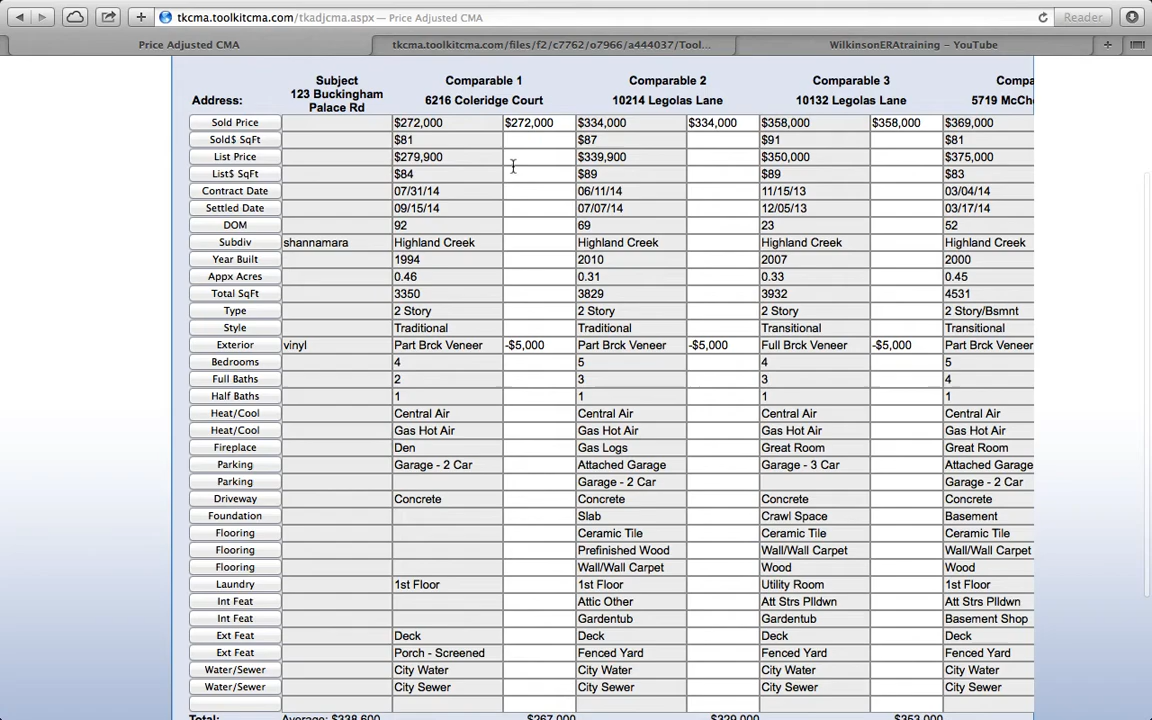 tkcma.toolkitcma.com/tkadjcma.aspx — Price Adjusted CMA Reader
Price Adjusted CMA tkcma.toolkitcma.com/files/f2/c7762/o7966/a444037/Tool... WilkinsonERAtraining – YouTube
Subject Comparable 1 Comparable 2 Comparable 3 Compa
123 Buckingham
Address: 6216 Coleridge Court 10214 Legolas Lane 10132 Legolas Lane 5719 McCh
Palace Rd
Sold Price $272,000 $272,000 $334,000 $334,000 $358,000 $358,000 $369,000
Sold$ SqFt $81 $87 $91 $81
List Price $279,900 $339,900 $350,000 $375,000
List$ SqFt $84 $89 $89 $83
Contract Date 07/31/14 06/11/14 11/15/13 03/04/14
Settled Date 09/15/14 07/07/14 12/05/13 03/17/14
DOM 92 69 23 52
Subdiv shannamara Highland Creek Highland Creek Highland Creek Highland Creek
Year Built 1994 2010 2007 2000
Appx Acres 0.46 0.31 0.33 0.45
Total SqFt 3350 3829 3932 4531
Type 2 Story 2 Story 2 Story 2 Story/Bsmnt
Style Traditional Traditional Transitional Transitional
Exterior vinyl Part Brck Veneer -$5,000 Part Brck Veneer -$5,000 Full Brck Veneer -$5,000 Part Brck Veneer
Bedrooms 4 5 4 5
Full Baths 2 3 3 4
Half Baths 1 1 1 1
Heat/Cool Central Air Central Air Central Air Central Air
Heat/Cool Gas Hot Air Gas Hot Air Gas Hot Air Gas Hot Air
Fireplace Den Gas Logs Great Room Great Room
Parking Garage - 2 Car Attached Garage Garage - 3 Car Attached Garage
Parking Garage - 2 Car Garage - 2 Car
Driveway Concrete Concrete Concrete Concrete
Foundation Slab Crawl Space Basement
Flooring Ceramic Tile Ceramic Tile Ceramic Tile
Flooring Prefinished Wood Wall/Wall Carpet Wall/Wall Carpet
Flooring Wall/Wall Carpet Wood Wood
Laundry 1st Floor 1st Floor Utility Room 1st Floor
Int Feat Attic Other Att Strs Plldwn Att Strs Plldwn
Int Feat Gardentub Gardentub Basement Shop
Ext Feat Deck Deck Deck Deck
Ext Feat Porch - Screened Fenced Yard Fenced Yard Fenced Yard
Water/Sewer City Water City Water City Water City Water
Water/Sewer City Sewer City Sewer City Sewer City Sewer
Total: Average: $338,600 $267,000 $329,000 $353,000